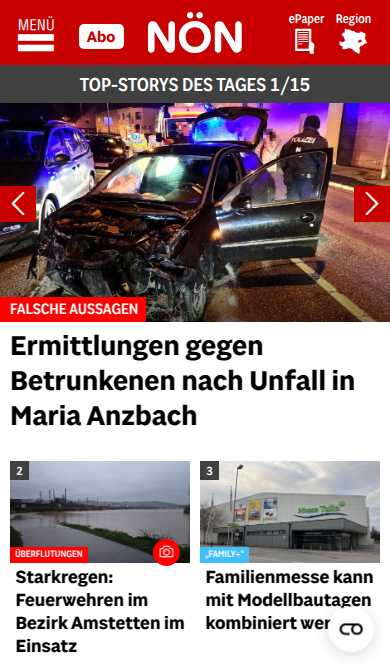 MENÜ
Abo
NÖN
ePaper
Region
TOP-STORYS DES TAGES 1/15
POLIZEI
FALSCHE AUSSAGEN
Ermittlungen gegen
Betrunkenen nach Unfall in
Maria Anzbach
2
ÜBERFLUTUNGEN
Starkregen:
Feuerwehren im
Bezirk Amstetten im
Einsatz
3
Messe Tulln
„FAMILY+“
Familienmesse kann
mit Modellbautagen
kombiniert